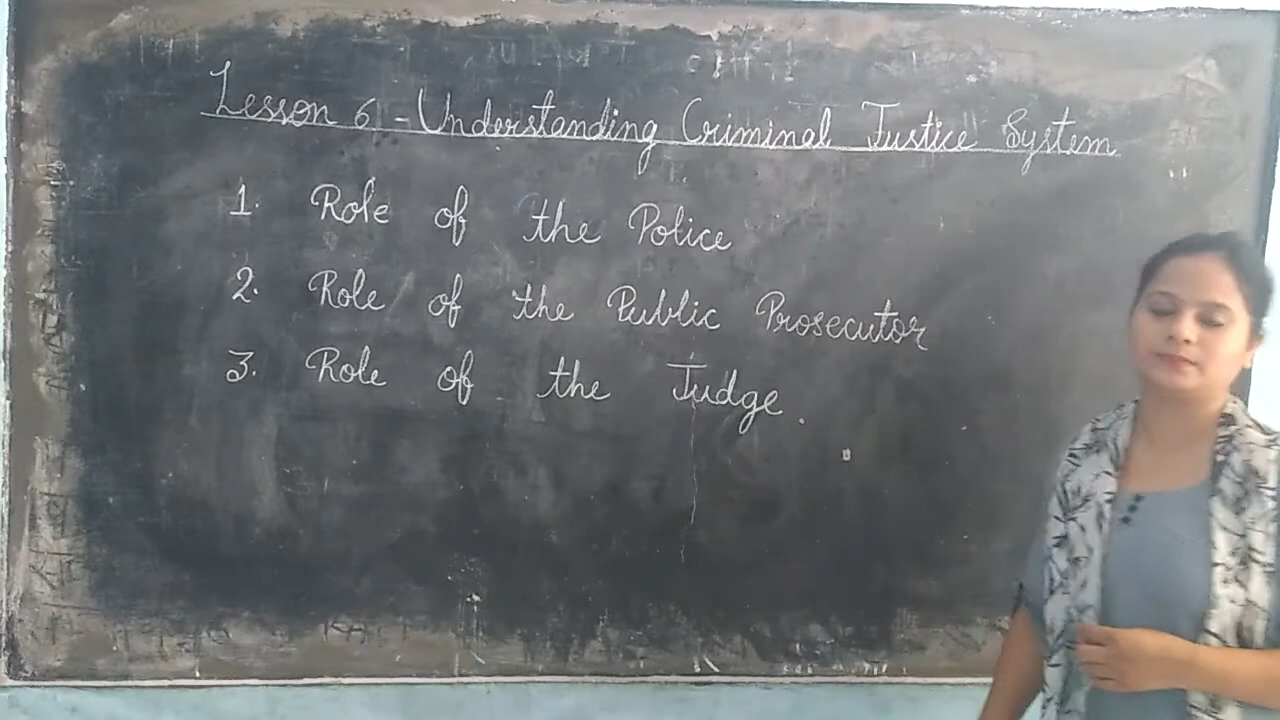 Lesson 6 - Understanding Criminal Justice System
1. Role of the Police
2. Role of the Public Prosecutor
3. Role of the Judge.